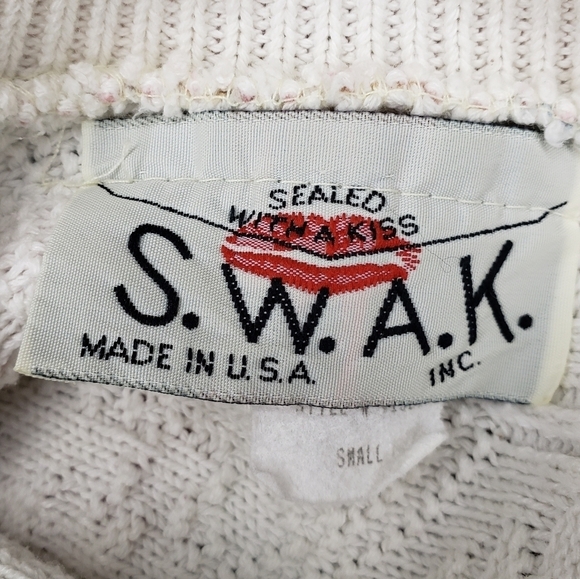 SEALED
WITH A KISS
S.W.A.K.
MADE IN U.S.A.
INC.
SMALL